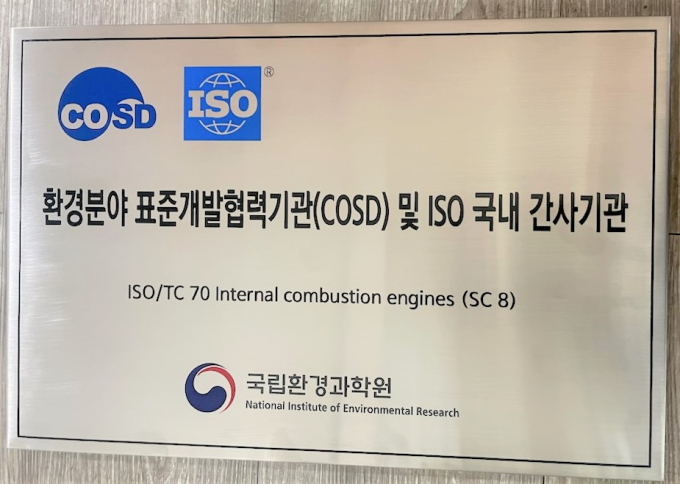 COSD ISO ®
환경분야 표준개발협력기관(COSD) 및 ISO 국내 간사기관
ISO/TC 70 Internal combustion engines (SC 8)
국립환경과학원
National Institute of Environmental Research